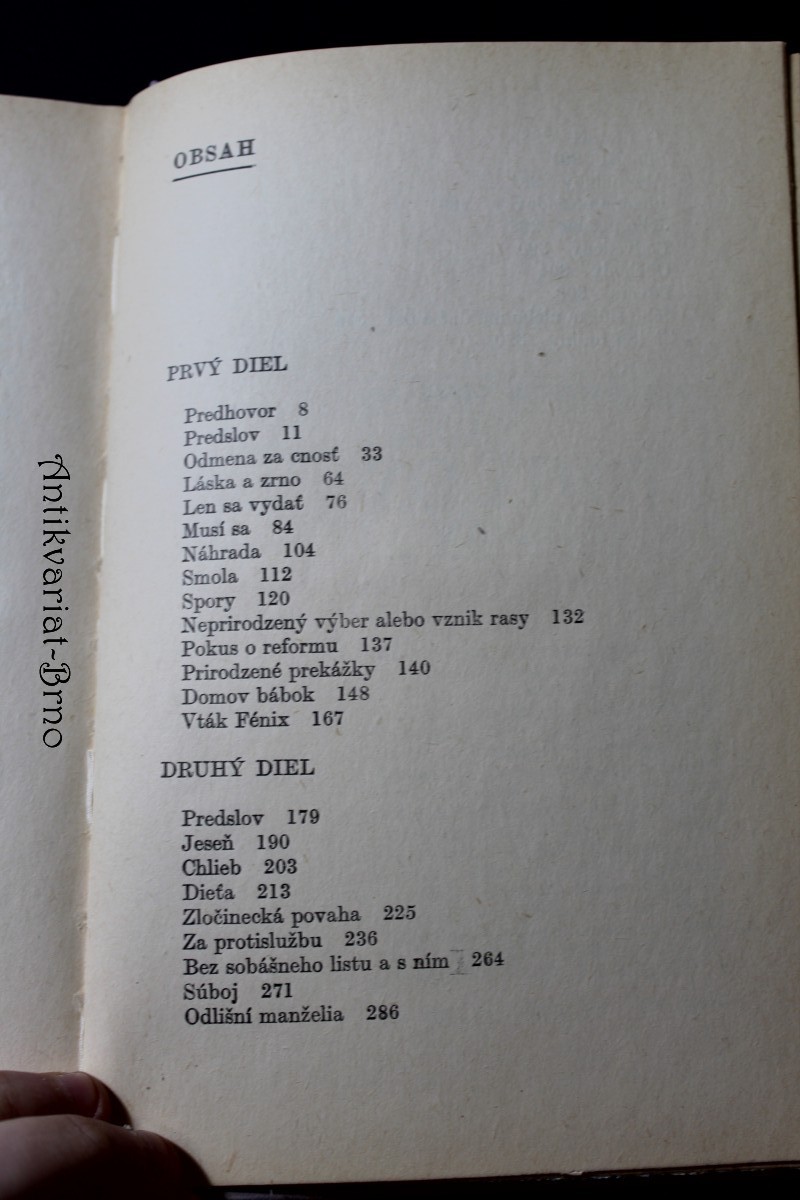 OBSAH
PRVÝ DIEL
Predhovor 8
Predslov 11
Odmena za cnosť 33
Láska a zrno 64
Len sa vydať 76
Musí sa 84
Náhrada 104
Smola 112
Spory 120
Neprirodzený výber alebo vznik rasy 132
Pokus o reformu 137
Prirodzené prekážky 140
Domov bábok 148
Vták Fénix 167
DRUHÝ DIEL
Predslov 179
Jeseň 190
Chlieb 203
Dieťa 213
Zločinecká povaha 225
Za protislužbu 236
Bez sobášneho listu a s ním 264
Súboj 271
Odlišní manželia 286
Antikvariat-Brno